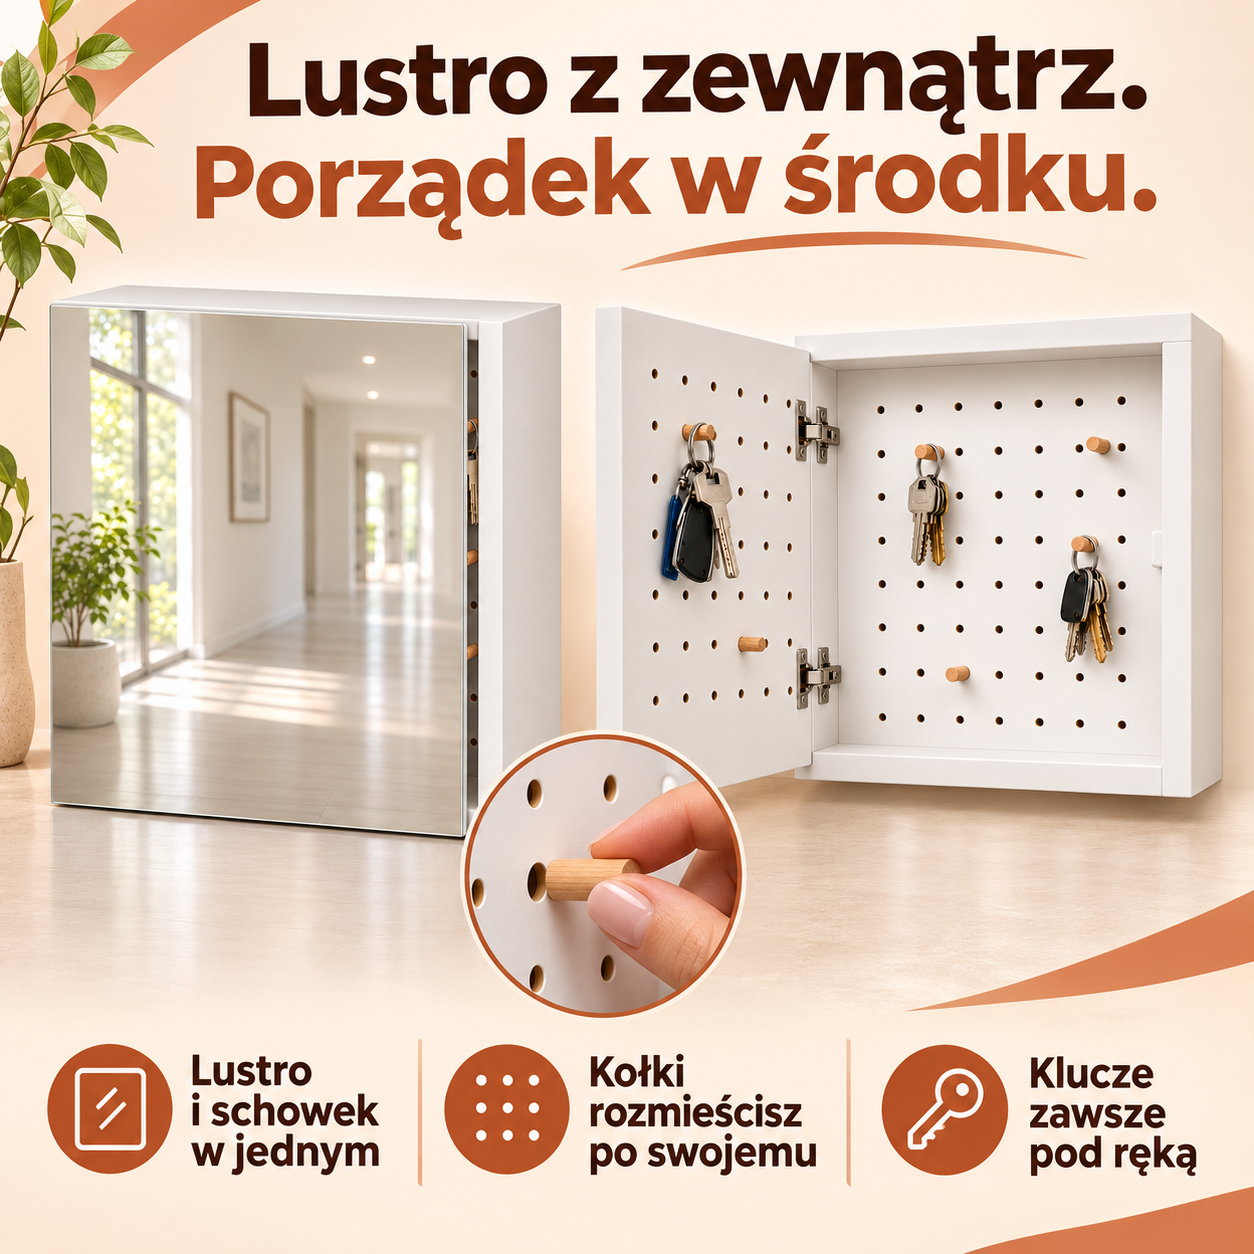 Lustro z zewnątrz.
Porządek w środku.
Lustro
i schowek
w jednym
Kołki
rozmieścisz
po swojemu
Klucze
zawsze
pod ręką